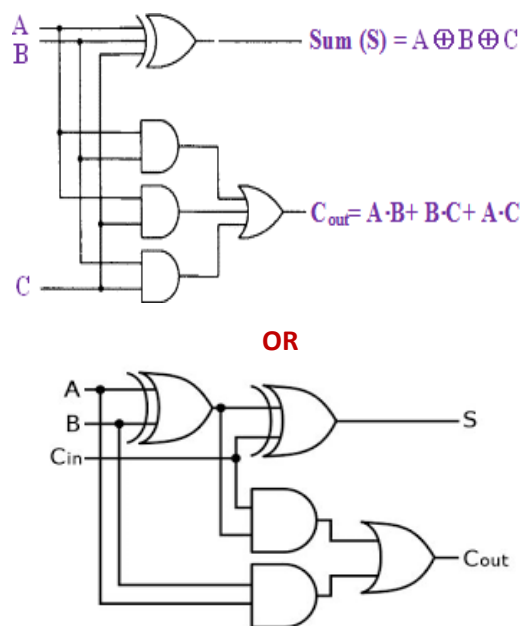 A
B
Sum (S) = A⊕B⊕C
Cout= A·B+ B·C+ A·C
C
OR
A
B
Cin
S
Cout